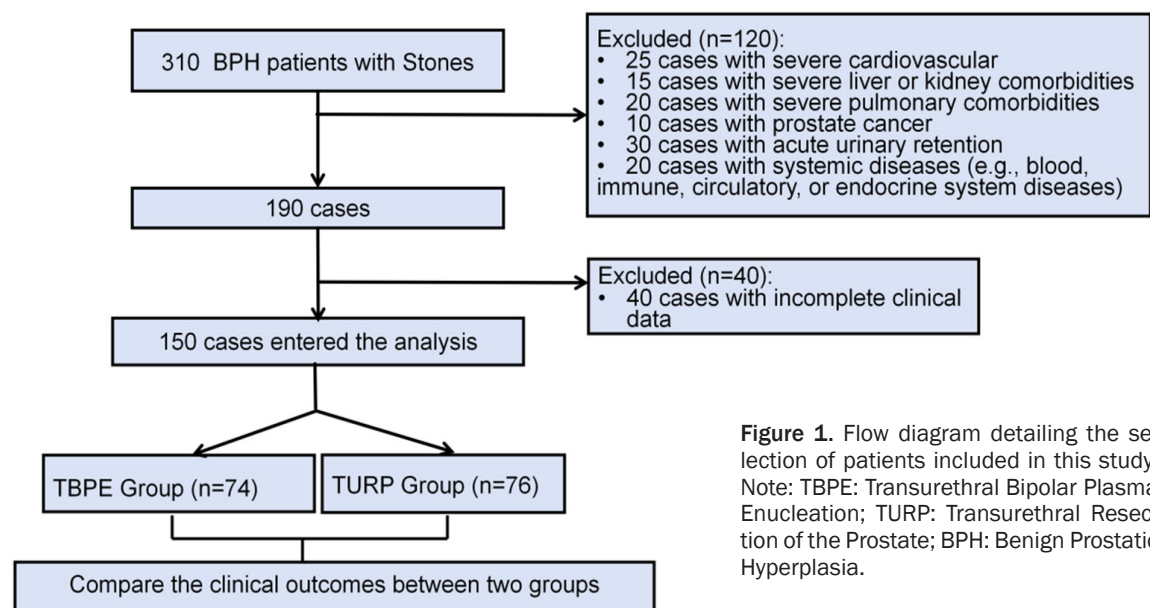 310 BPH patients with Stones
Excluded (n=120):
• 25 cases with severe cardiovascular
• 15 cases with severe liver or kidney comorbidities
• 20 cases with severe pulmonary comorbidities
• 10 cases with prostate cancer
• 30 cases with acute urinary retention
• 20 cases with systemic diseases (e.g., blood,
immune, circulatory, or endocrine system diseases)
190 cases
Excluded (n=40):
• 40 cases with incomplete clinical
data
150 cases entered the analysis
TBPE Group (n=74)
TURP Group (n=76)
Compare the clinical outcomes between two groups
Figure 1. Flow diagram detailing the se-
lection of patients included in this study.
Note: TBPE: Transurethral Bipolar Plasma
Enucleation; TURP: Transurethral Resec-
tion of the Prostate; BPH: Benign Prostatic
Hyperplasia.